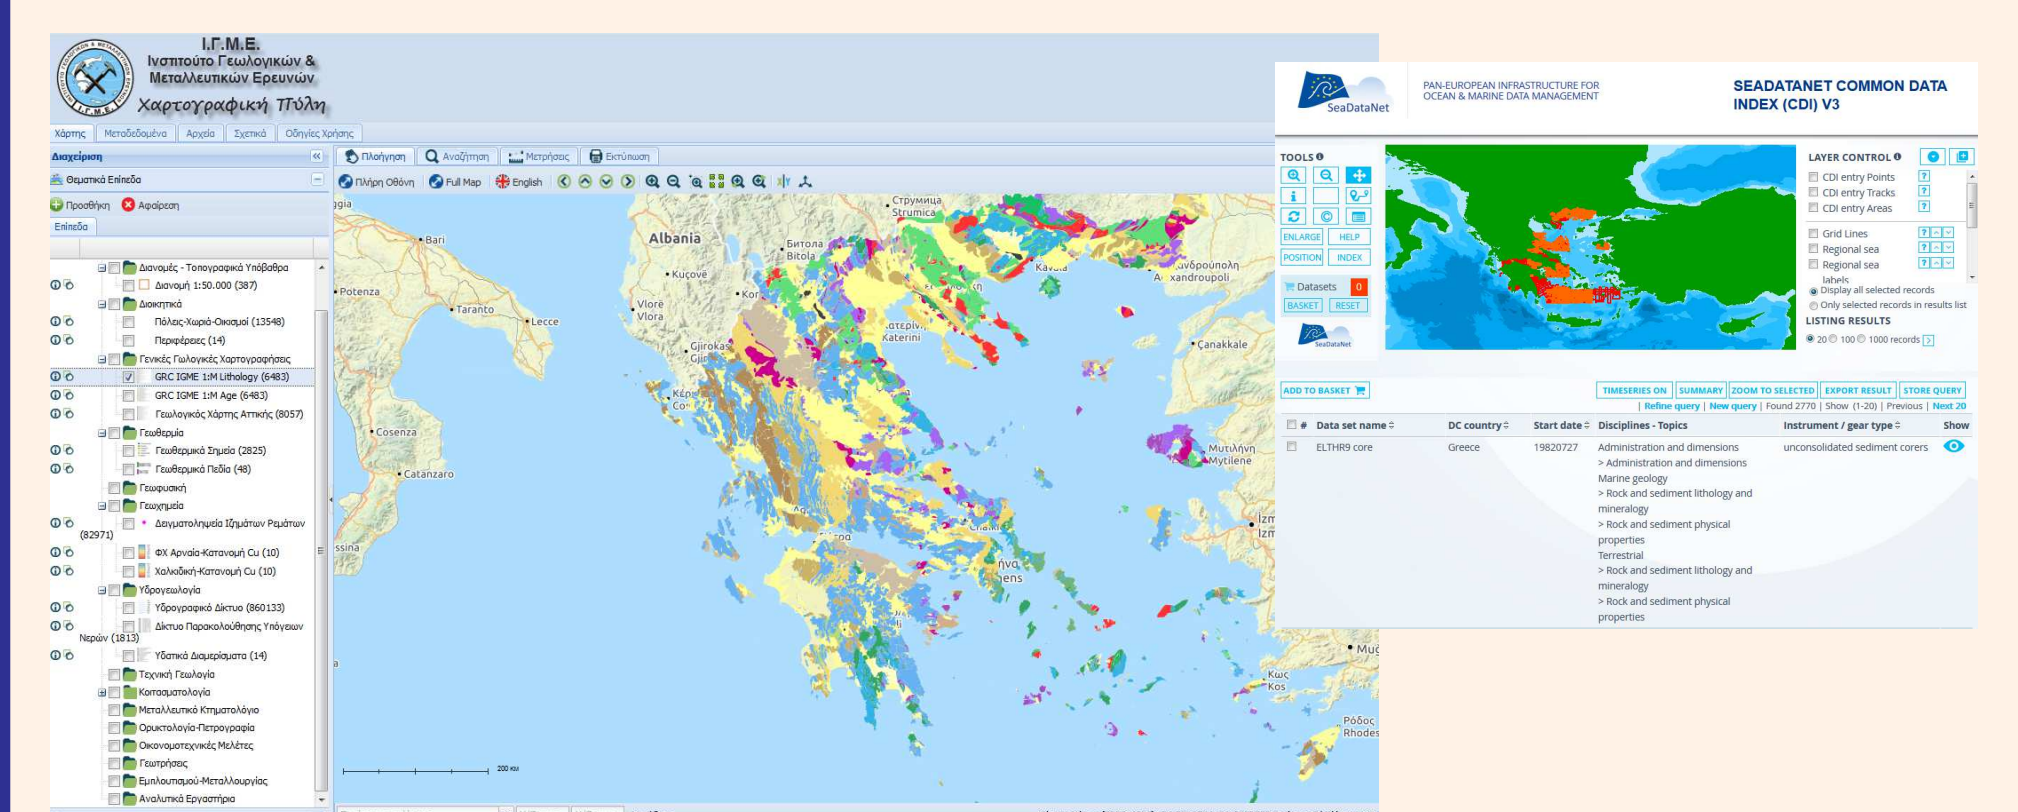 Ι.Γ.Μ.Ε.
Ινστιτούτο Γεωλογικών &
Μεταλλευτικών Ερευνών
Χαρτογραφική Πύλη
Χάρτης Μεταδεδομένα Αρχεία Σχετικά Οδηγίες Χρήσης
Διαχείριση
Θεματικά Επίπεδα
Προσθήκη Αφαίρεση
Επίπεδα
Διανομές - Τοπογραφικά Υπόβαθρα
Διανομή 1:50.000 (387)
Διοικητικά
Πόλεις-Χωριά-Οικισμοί (13548)
Περιφέρειες (14)
Γενικές Γωλογικές Χαρτογραφήσεις
GRC IGME 1:M Lithology (6483)
GRC IGME 1:M Age (6483)
Γεωλογικός Χάρτης Αττικής (8057)
Γεωθερμία
Γεωθερμικά Σημεία (2825)
Γεωθερμικά Πεδία (48)
Γεωφυσική
Γεωχημεία
Δειγματοληψεία Ιζημάτων Ρεμάτων
(82971)
ΦΧ Αρναία-Κατανομή Cu (10)
Χαλκιδική-Κατανομή Cu (10)
Υδρογεωλογία
Υδρογραφικό Δίκτυο (860133)
Δίκτυο Παρακολούθησης Υπόγειων
Νερών (1813)
Υδατικά Διαμερίσματα (14)
Τεχνική Γεωλογία
Κοιτασματολογία
Μεταλλευτικό Κτηματολόγιο
Ορυκτολογία-Πετρογραφία
Οικονομοτεχνικές Μελέτες
Γεωτρήσεις
Εμπλουτισμού-Μεταλλουργίας
Αναλυτικά Εργαστήρια
Πλοήγηση Αναζήτηση Μετρήσεις Εκτύπωση
Πλήρη Οθόνη Full Map English
ggia
Bari
Potenza
Taranto
Lecce
Cosenza
Catanzaro
ssina
Albania
Kuçovë
Vlorë
Vlora
Kor
Gjirokas
Gjir
Струмица
Strumica
Битола
Bitola
Katerini
Çanakkale
Μυτιλήνη
Mytilene
xandroupoli
Κως
Kos
Ρόδος
Rhodes
200 км
SeaDataNet
PAN-EUROPEAN INFRASTRUCTURE FOR
OCEAN & MARINE DATA MANAGEMENT
SEADATANET COMMON DATA
INDEX (CDI) V3
TOOLS
ENLARGE HELP
POSITION INDEX
Datasets 0
BASKET RESET
SeaDataNet
LAYER CONTROL
CDI entry Points ?
CDI entry Tracks ?
CDI entry Areas ?
Grid Lines ?
Regional sea ?
Regional sea ?
labels
Display all selected records
Only selected records in results list
LISTING RESULTS
20 100 1000 records
ADD TO BASKET
TIMESERIES ON SUMMARY ZOOM TO SELECTED EXPORT RESULT STORE QUERY
| Refine query | New query | Found 2770 | Show (1-20) | Previous | Next 20
# Data set name DC country Start date Disciplines - Topics Instrument / gear type Show
ELTHR9 core Greece 19820727 Administration and dimensions unconsolidated sediment corers
> Administration and dimensions
Marine geology
> Rock and sediment lithology and
mineralogy
> Rock and sediment physical
properties
Terrestrial
> Rock and sediment lithology and
mineralogy
> Rock and sediment physical
properties